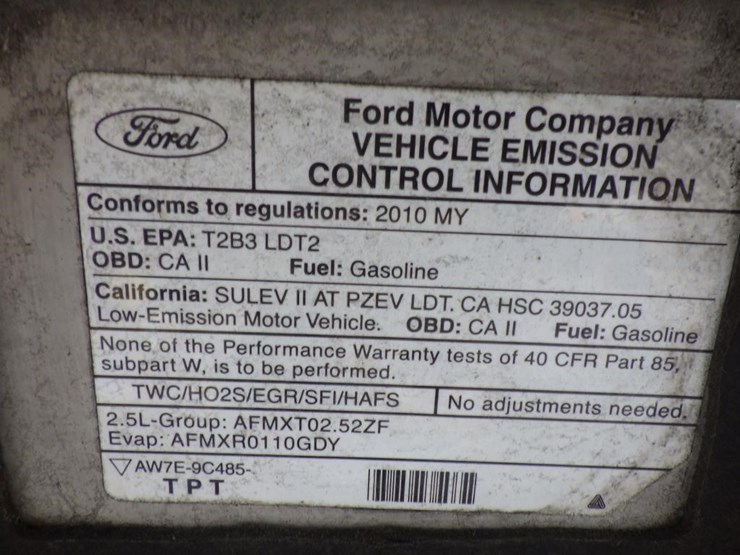 Ford
Ford Motor Company
VEHICLE EMISSION
CONTROL INFORMATION
Conforms to regulations: 2010 MY
U.S. EPA: T2B3 LDT2
OBD: CA II Fuel: Gasoline
California: SULEV II AT PZEV LDT. CA HSC 39037.05
Low-Emission Motor Vehicle. OBD: CA II Fuel: Gasoline
None of the Performance Warranty tests of 40 CFR Part 85,
subpart W, is to be performed.
TWC/HO2S/EGR/SFI/HAFS No adjustments needed.
2.5L-Group: AFMXT02.52ZF
Evap: AFMXR0110GDY
AW7E-9C485-
TPT